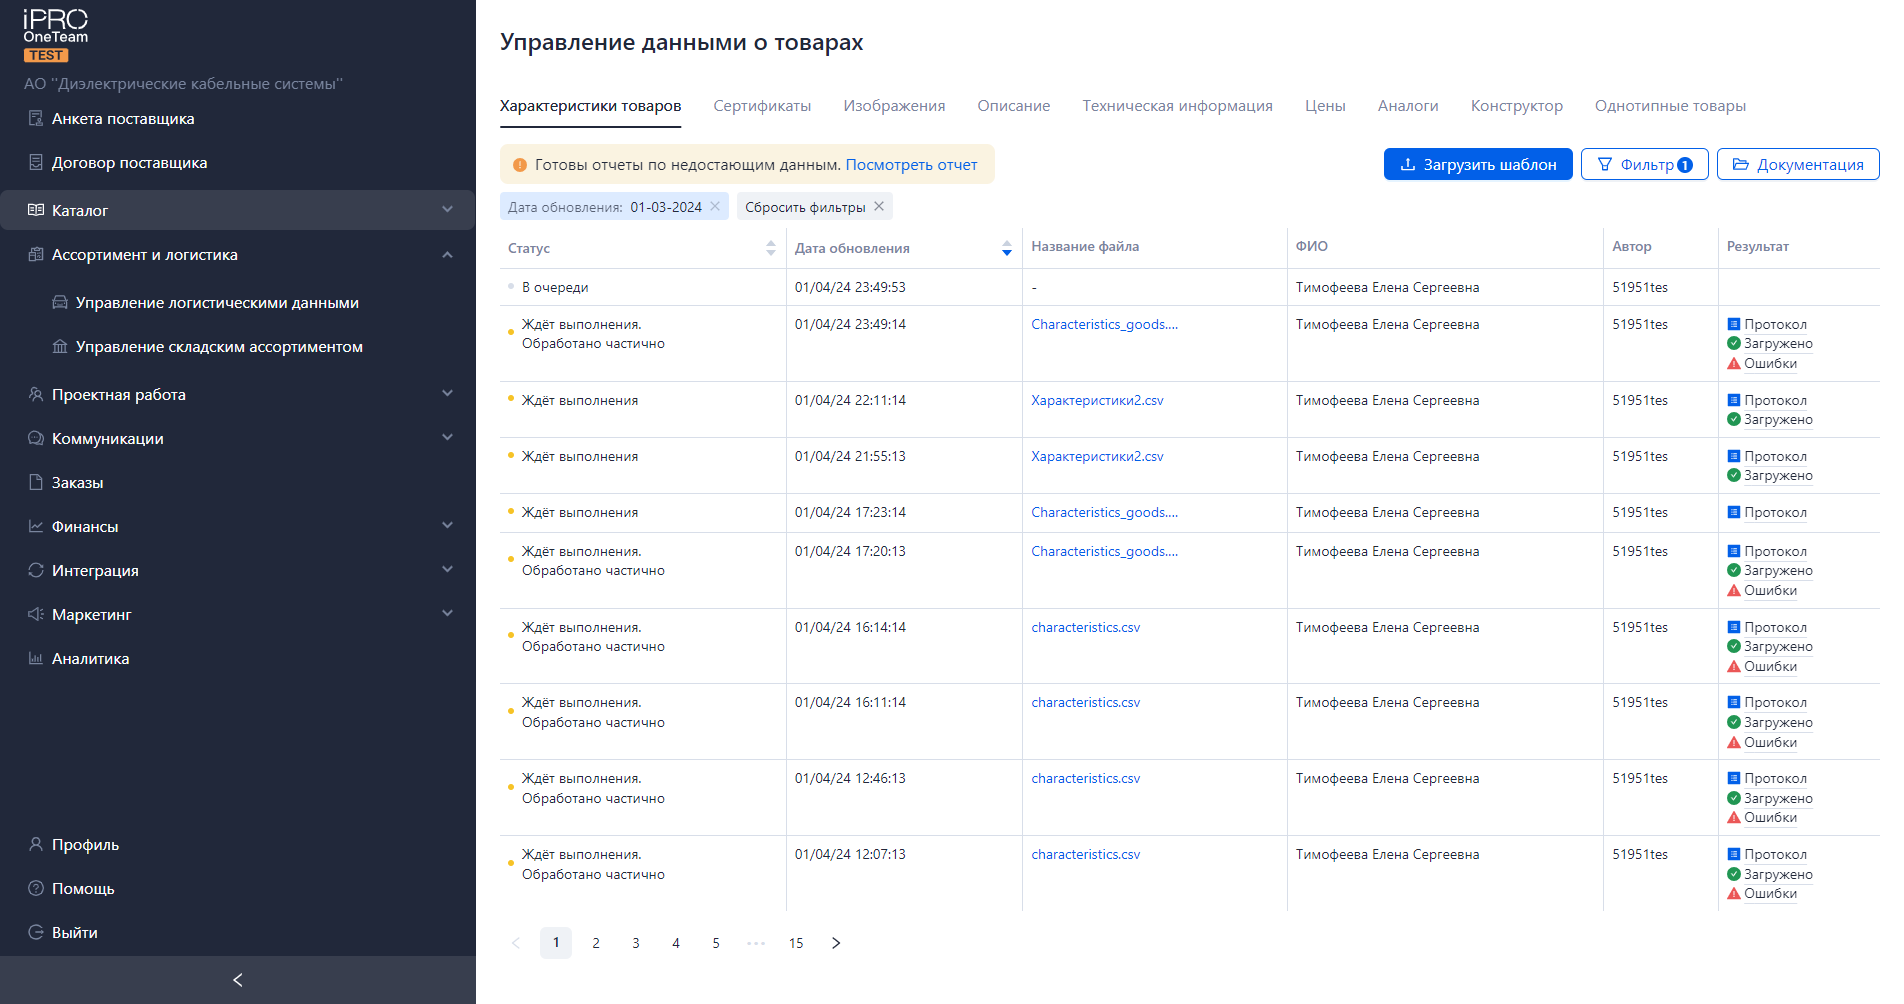 iPRO
OneTeam
TEST
АО "Диэлектрические кабельные системы"
Анкета поставщика
Договор поставщика
Каталог
Ассортимент и логистика
Управление логистическими данными
Управление складским ассортиментом
Проектная работа
Коммуникации
Заказы
Финансы
Интеграция
Маркетинг
Аналитика
Профиль
Помощь
Выйти
Управление данными о товарах
Характеристики товаров Сертификаты Изображения Описание Техническая информация Цены Аналоги Конструктор Однотипные товары
Готовы отчеты по недостающим данным. Посмотреть отчет
Загрузить шаблон Фильтр 1 Документация
Дата обновления: 01-03-2024 Сбросить фильтры
Статус Дата обновления Название файла ФИО Автор Результат
В очереди 01/04/24 23:49:53 - Тимофеева Елена Сергеевна 51951tes
Ждёт выполнения. 01/04/24 23:49:14 Characteristics_goods.... Тимофеева Елена Сергеевна 51951tes Протокол
Обработано частично Загружено
Ошибки
Ждёт выполнения 01/04/24 22:11:14 Характеристики2.csv Тимофеева Елена Сергеевна 51951tes Протокол
Загружено
Ждёт выполнения 01/04/24 21:55:13 Характеристики2.csv Тимофеева Елена Сергеевна 51951tes Протокол
Загружено
Ждёт выполнения 01/04/24 17:23:14 Characteristics_goods.... Тимофеева Елена Сергеевна 51951tes Протокол
Ждёт выполнения. 01/04/24 17:20:13 Characteristics_goods.... Тимофеева Елена Сергеевна 51951tes Протокол
Обработано частично Загружено
Ошибки
Ждёт выполнения. 01/04/24 16:14:14 characteristics.csv Тимофеева Елена Сергеевна 51951tes Протокол
Обработано частично Загружено
Ошибки
Ждёт выполнения. 01/04/24 16:11:14 characteristics.csv Тимофеева Елена Сергеевна 51951tes Протокол
Обработано частично Загружено
Ошибки
Ждёт выполнения. 01/04/24 12:46:13 characteristics.csv Тимофеева Елена Сергеевна 51951tes Протокол
Обработано частично Загружено
Ошибки
Ждёт выполнения. 01/04/24 12:07:13 characteristics.csv Тимофеева Елена Сергеевна 51951tes Протокол
Обработано частично Загружено
Ошибки
1 2 3 4 5 ••• 15